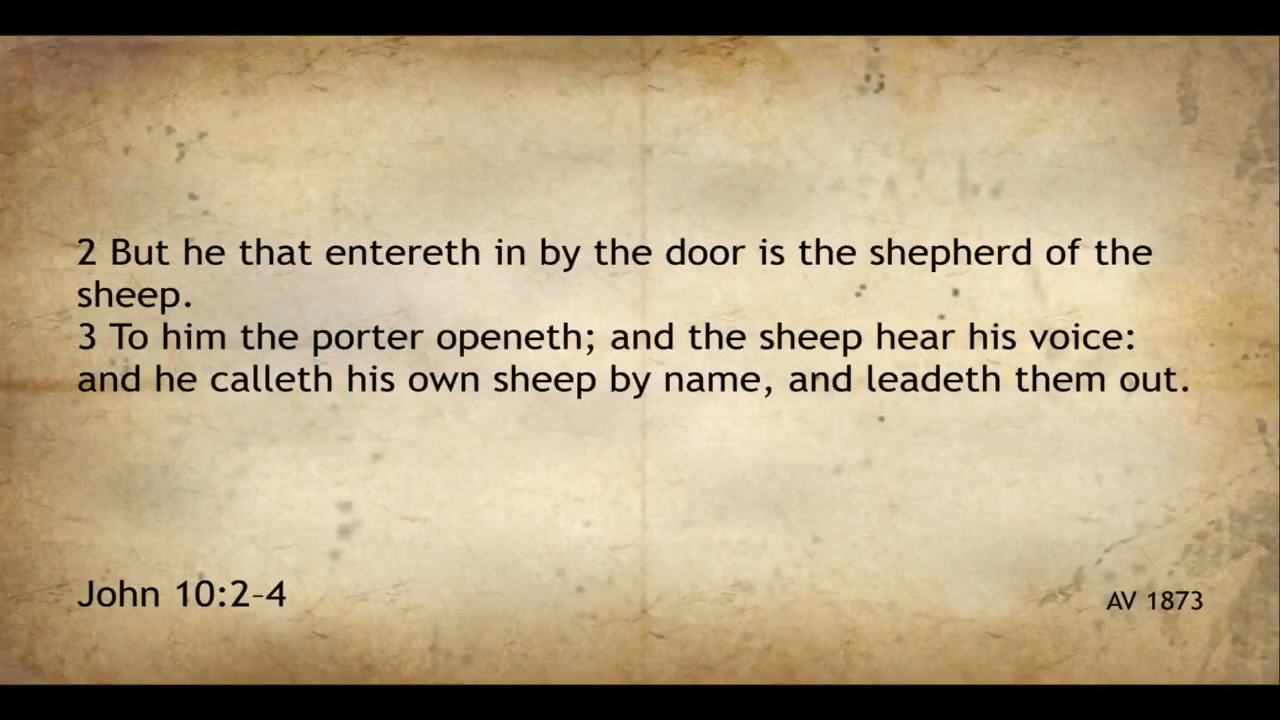 2 But he that entereth in by the door is the shepherd of the
sheep.
3 To him the porter openeth; and the sheep hear his voice:
and he calleth his own sheep by name, and leadeth them out.
John 10:2-4
AV 1873